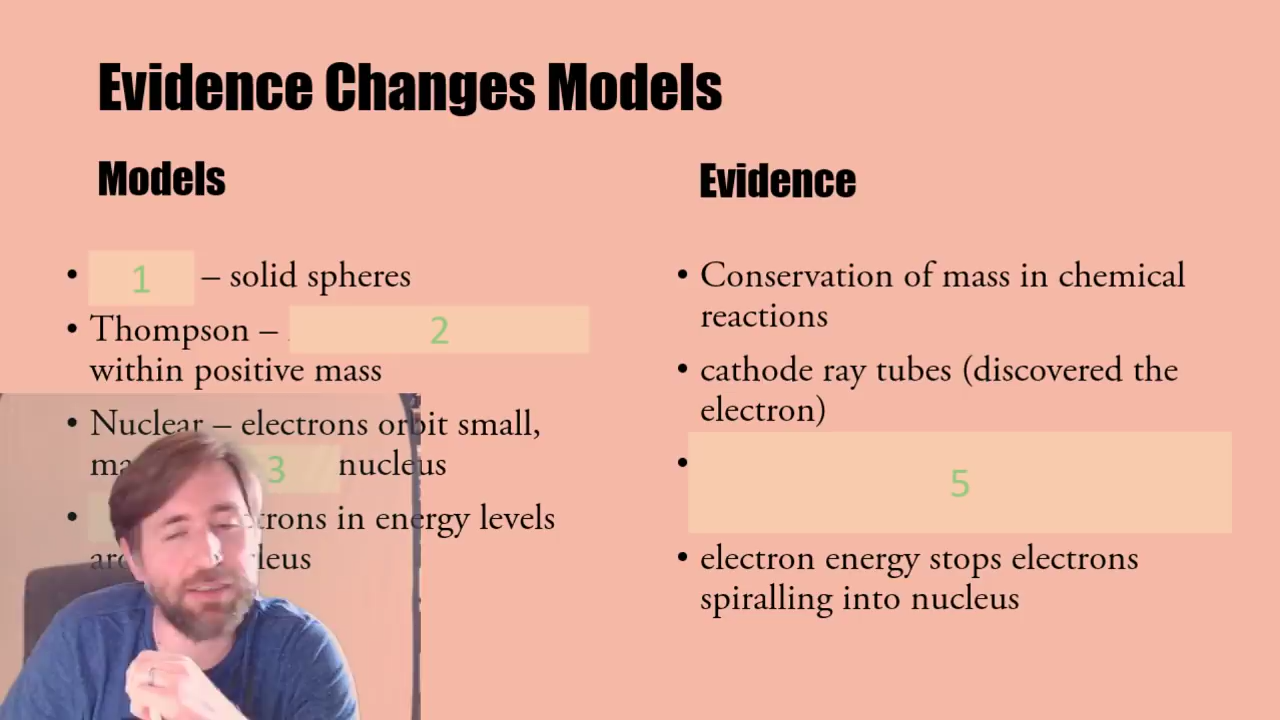 Evidence Changes Models
Models
• 1 – solid spheres
• Thompson – 2
within positive mass
• Nuclear – electrons orbit small,
3 nucleus
• in energy levels
Evidence
• Conservation of mass in chemical
reactions
• cathode ray tubes (discovered the
electron)
• 5
• electron energy stops electrons
spiralling into nucleus